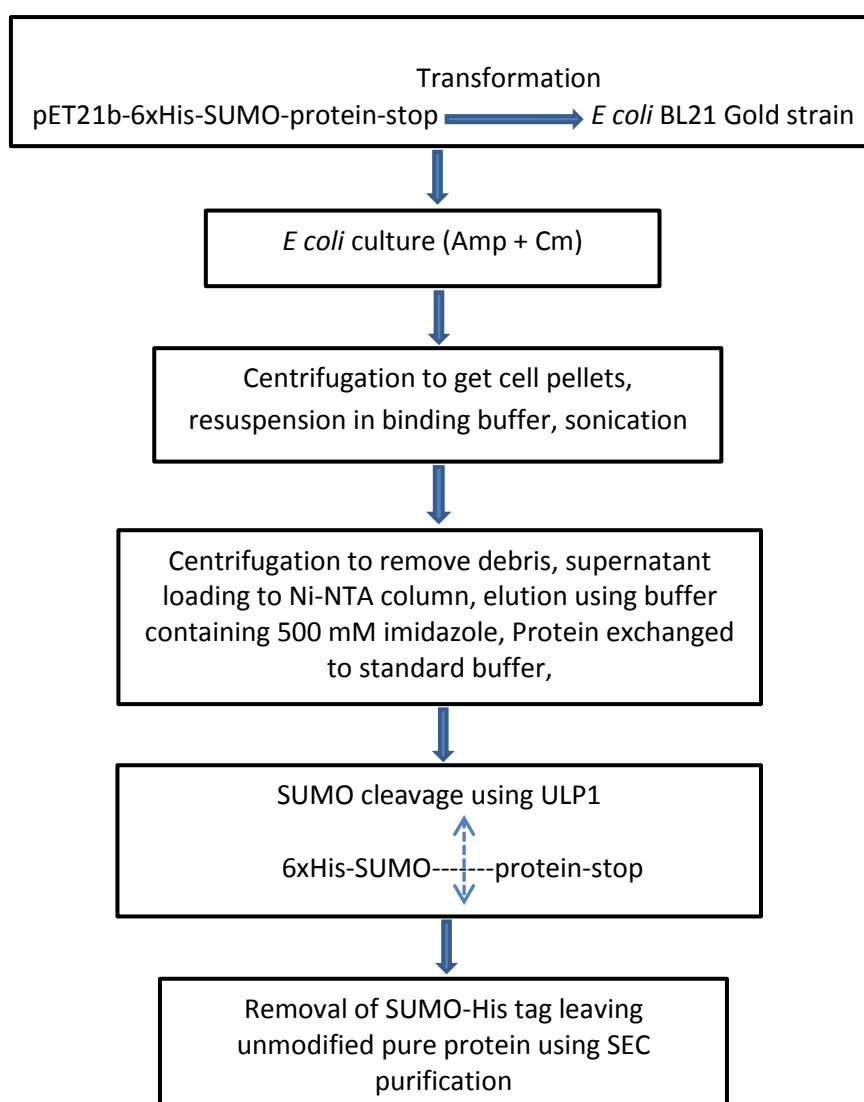 Transformation
pET21b-6xHis-SUMO-protein-stop E coli BL21 Gold strain
E coli culture (Amp + Cm)
Centrifugation to get cell pellets,
resuspension in binding buffer, sonication
Centrifugation to remove debris, supernatant
loading to Ni-NTA column, elution using buffer
containing 500 mM imidazole, Protein exchanged
to standard buffer,
SUMO cleavage using ULP1
6xHis-SUMO-------protein-stop
Removal of SUMO-His tag leaving
unmodified pure protein using SEC
purification